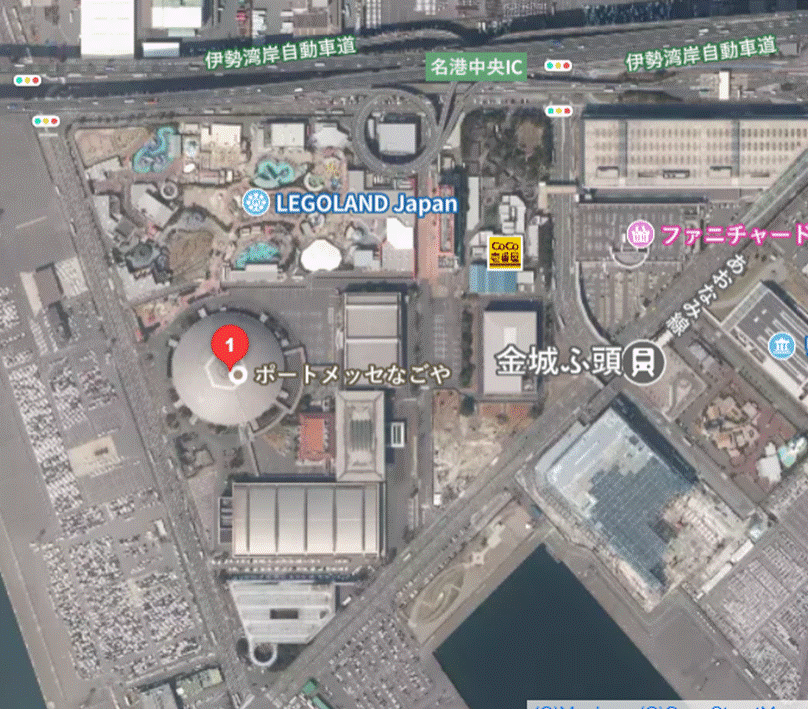 伊勢湾岸自動車道
名港中央IC
伊勢湾岸自動車道
LEGOLAND Japan
CoCo
壱番屋
ファニチャード
おおなみ線
1
ポートメッセなごや
金城ふ頭